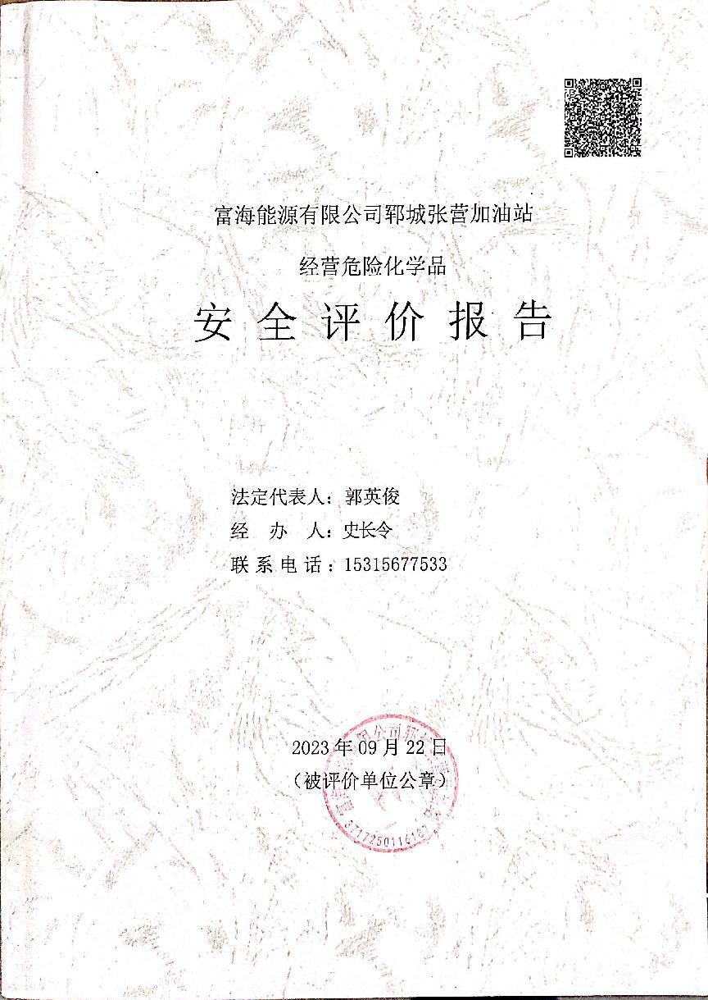 富海能源有限公司郓城张营加油站
经营危险化学品
安全评价报告
法定代表人：郭英俊
经 办 人：史长令
联系电话：15315677533
2023年09月22日
（被评价单位公章）
公司郓